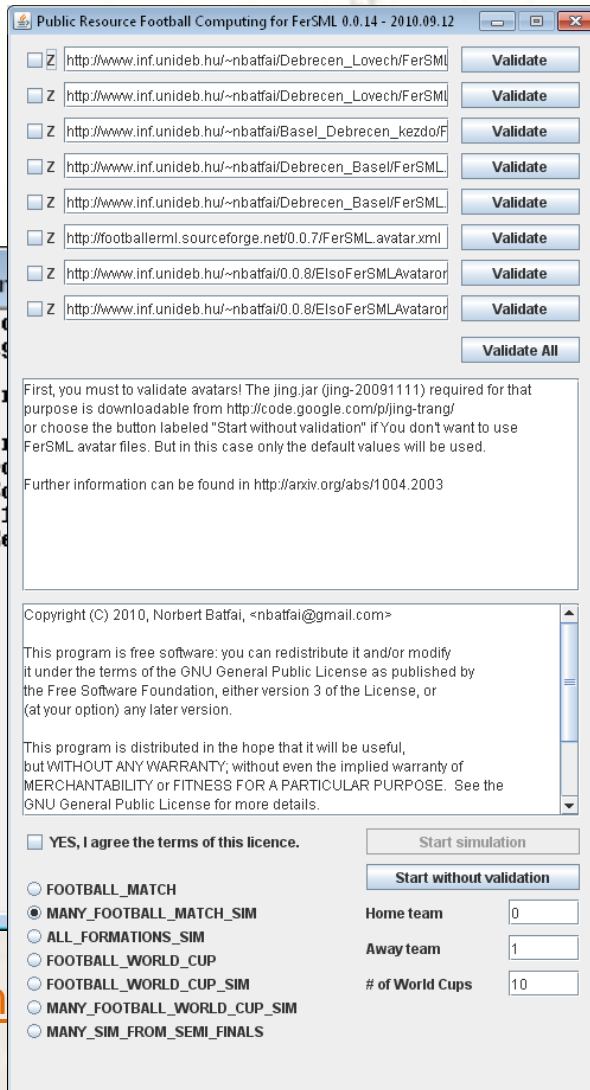 Public Resource Football Computing for FerSML 0.0.14 - 2010.09.12
Z http://www.inf.unideb.hu/~nbatfai/Debrecen_Lovech/FerSML Validate
Z http://www.inf.unideb.hu/~nbatfai/Debrecen_Lovech/FerSML Validate
Z http://www.inf.unideb.hu/~nbatfai/Basel_Debrecen_kezdo/F Validate
Z http://www.inf.unideb.hu/~nbatfai/Debrecen_Basel/FerSML. Validate
Z http://www.inf.unideb.hu/~nbatfai/Debrecen_Basel/FerSML. Validate
Z http://footballerml.sourceforge.net/0.0.7/FerSML.avatar.xml Validate
Z http://www.inf.unideb.hu/~nbatfai/0.0.8/ElsoFerSMLAvataror Validate
Z http://www.inf.unideb.hu/~nbatfai/0.0.8/ElsoFerSMLAvataror Validate
Validate All
First, you must to validate avatars! The jing.jar (jing-20091111) required for that
purpose is downloadable from http://code.google.com/p/jing-trang/
or choose the button labeled "Start without validation" if You don't want to use
FerSML avatar files. But in this case only the default values will be used.
Further information can be found in http://arxiv.org/abs/1004.2003
Copyright (C) 2010, Norbert Batfai, <nbatfai@gmail.com>
This program is free software: you can redistribute it and/or modify
it under the terms of the GNU General Public License as published by
the Free Software Foundation, either version 3 of the License, or
(at your option) any later version.
This program is distributed in the hope that it will be useful,
but WITHOUT ANY WARRANTY; without even the implied warranty of
MERCHANTABILITY or FITNESS FOR A PARTICULAR PURPOSE. See the
GNU General Public License for more details.
YES, I agree the terms of this licence. Start simulation
Start without validation
FOOTBALL_MATCH
MANY_FOOTBALL_MATCH_SIM Home team 0
ALL_FORMATIONS_SIM
FOOTBALL_WORLD_CUP Away team 1
FOOTBALL_WORLD_CUP_SIM # of World Cups 10
MANY_FOOTBALL_WORLD_CUP_SIM
MANY_SIM_FROM_SEMI_FINALS